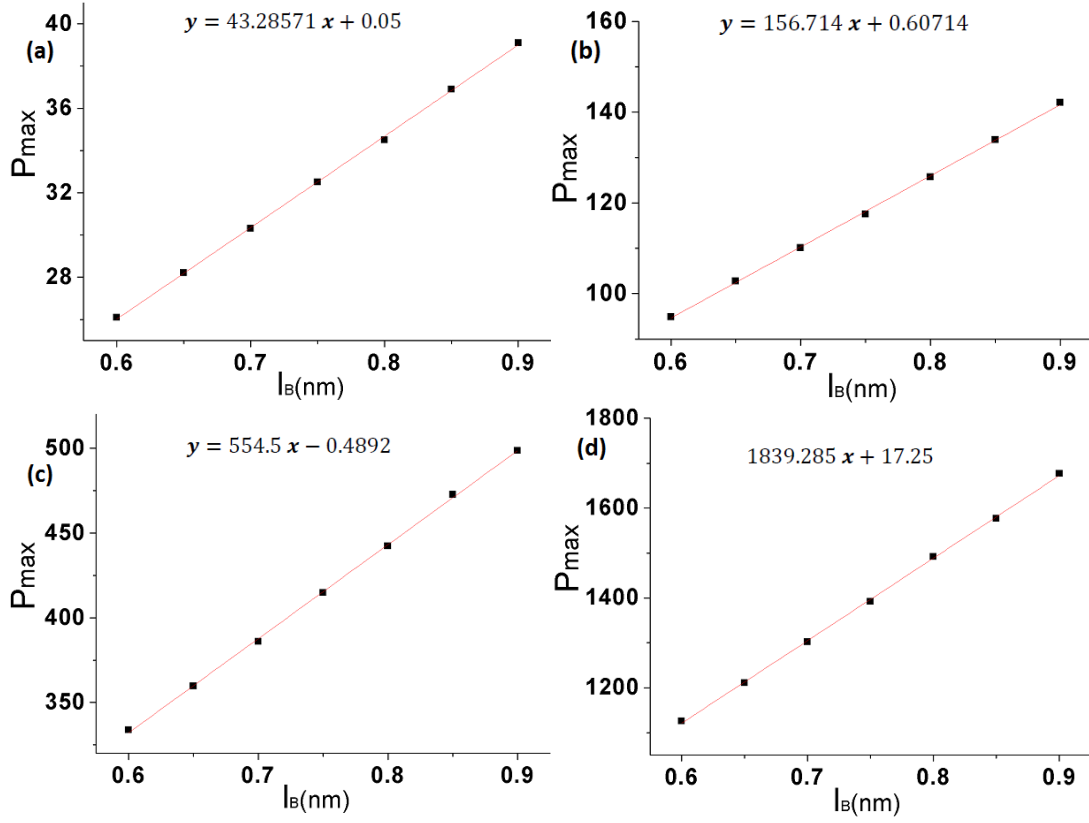 (a)
y = 43.28571 x + 0.05
Pmax
40
36
32
28
0.6 0.7 0.8 0.9
lB(nm)
(b)
y = 156.714 x + 0.60714
Pmax
160
140
120
100
0.6 0.7 0.8 0.9
lB(nm)
(c)
y = 554.5 x − 0.4892
Pmax
500
450
400
350
0.6 0.7 0.8 0.9
lB(nm)
(d)
1839.285 x + 17.25
Pmax
1800
1600
1400
1200
0.6 0.7 0.8 0.9
lB(nm)